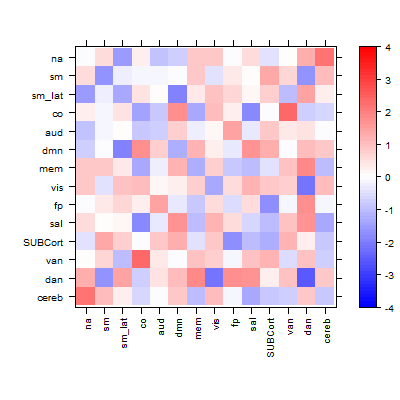 na
sm
sm_lat
co
aud
dmn
mem
vis
fp
sal
SUBCort
van
dan
cereb
na
sm
sm_lat
co
aud
dmn
mem
vis
fp
sal
SUBCort
van
dan
cereb
4
3
2
1
0
-1
-2
-3
-4